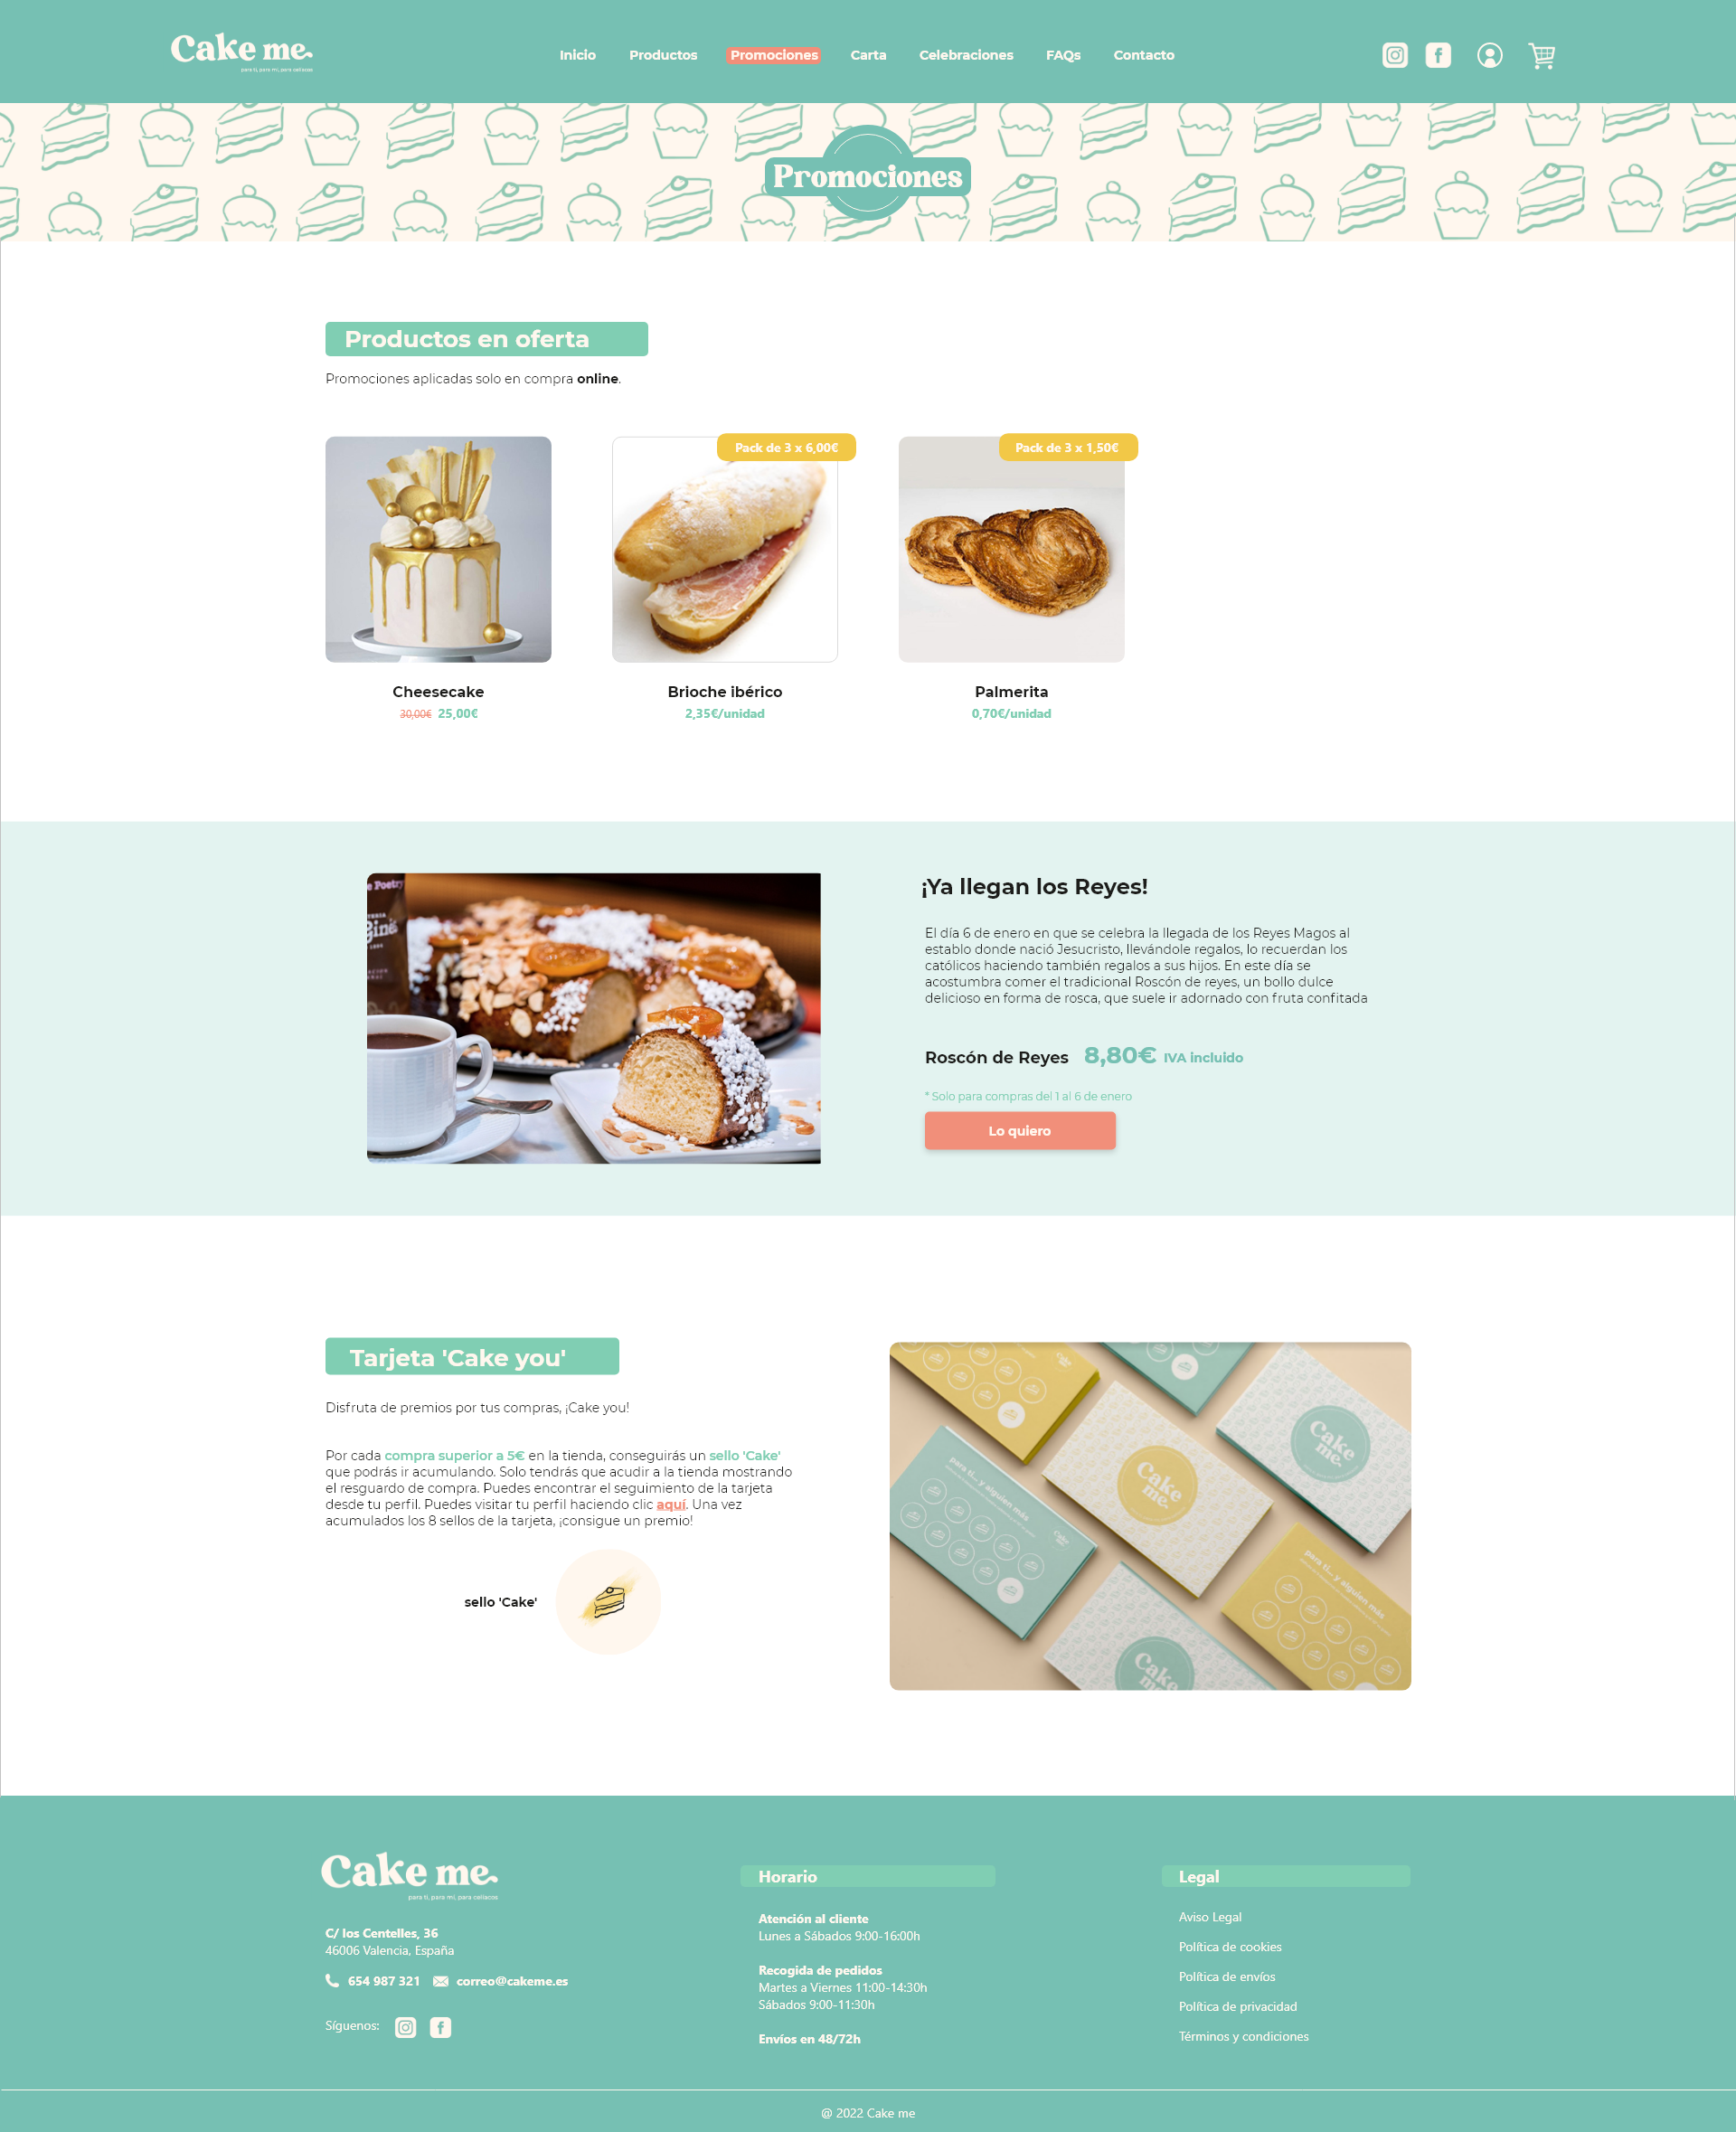 Cake me.
para ti, para mi, para celiacos
Inicio
Productos
Promociones
Carta
Celebraciones
FAQs
Contacto
Promociones
Productos en oferta
Promociones aplicadas solo en compra online.
Pack de 3 x 6,00€
Pack de 3 x 1,50€
Cheesecake
30,00€ 25,00€
Brioche ibérico
2,35€/unidad
Palmerita
0,70€/unidad
e Poetry
¡Ya llegan los Reyes!
El día 6 de enero en que se celebra la llegada de los Reyes Magos al
establo donde nació Jesucristo, llevándole regalos, lo recuerdan los
católicos haciendo también regalos a sus hijos. En este día se
acostumbra comer el tradicional Roscón de reyes, un bollo dulce
delicioso en forma de rosca, que suele ir adornado con fruta confitada
Roscón de Reyes 8,80€ IVA incluido
* Solo para compras del 1 al 6 de enero
Lo quiero
Tarjeta 'Cake you'
Disfruta de premios por tus compras, ¡Cake you!
Por cada compra superior a 5€ en la tienda, conseguirás un sello 'Cake'
que podrás ir acumulando. Solo tendrás que acudir a la tienda mostrando
el resguardo de compra. Puedes encontrar el seguimiento de la tarjeta
desde tu perfil. Puedes visitar tu perfil haciendo clic aquí. Una vez
acumulados los 8 sellos de la tarjeta, ¡consigue un premio!
sello 'Cake'
Cake me.
Cake me.
para ti... y alguien más
para ti... y alguien más
Cake me.
Cake me.
para ti, para mi, para celiacos
C/ los Centelles, 36
46006 Valencia, España
654 987 321 correo@cakeme.es
Síguenos:
Horario
Atención al cliente
Lunes a Sábados 9:00-16:00h
Recogida de pedidos
Martes a Viernes 11:00-14:30h
Sábados 9:00-11:30h
Envíos en 48/72h
Legal
Aviso Legal
Política de cookies
Política de envíos
Política de privacidad
Términos y condiciones
@ 2022 Cake me